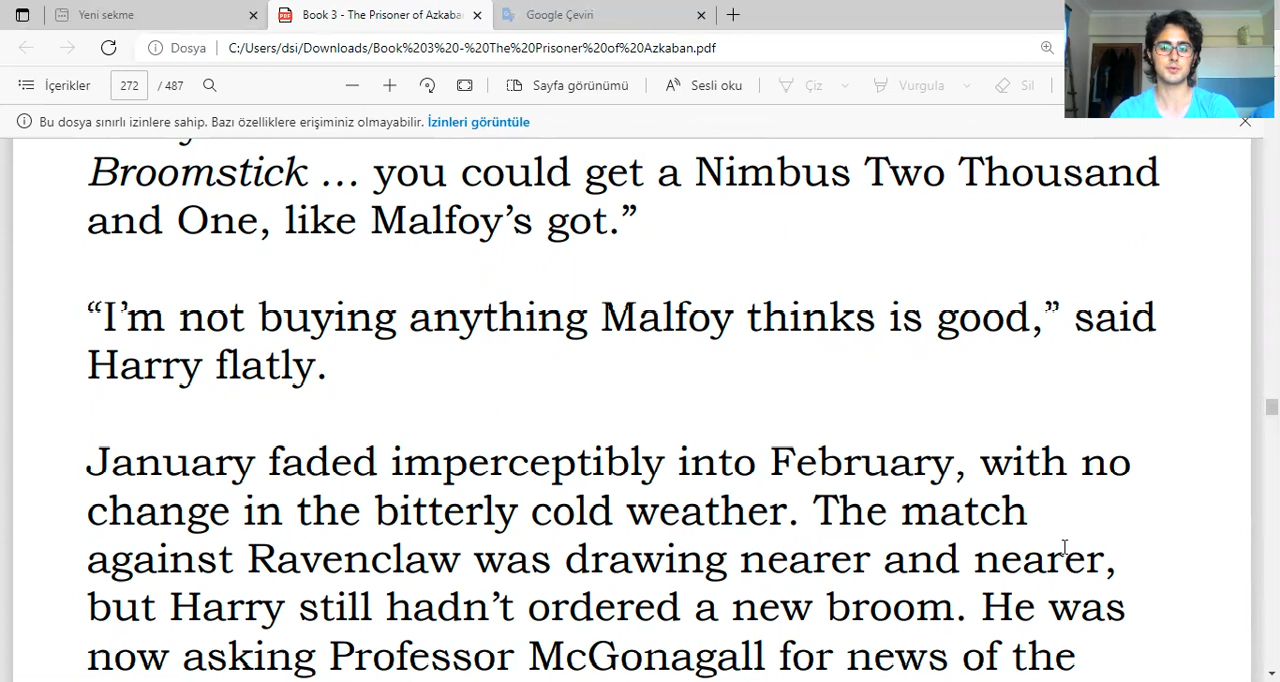 Yeni sekme
Book 3 - The Prisoner of Azkaba
Google Çeviri
Dosya
C:/Users/dsi/Downloads/Book%203%20-%20The%20Prisoner%20of%20Azkaban.pdf
İçerikler
272 / 487
Sayfa görünümü
Sesli oku
Çiz
Vurgula
Sil
Bu dosya sınırlı izinlere sahip. Bazı özelliklere erişiminiz olmayabilir. İzinleri görüntüle
Broomstick … you could get a Nimbus Two Thousand
and One, like Malfoy’s got.”
“I’m not buying anything Malfoy thinks is good,” said
Harry flatly.
January faded imperceptibly into February, with no
change in the bitterly cold weather. The match
against Ravenclaw was drawing nearer and nearer,
but Harry still hadn’t ordered a new broom. He was
now asking Professor McGonagall for news of the